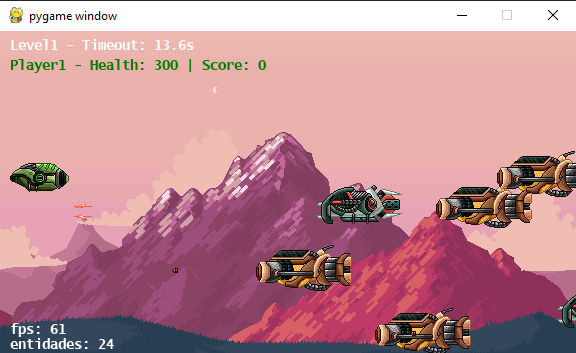 pygame window
Level1 - Timeout: 13.6s
Player1 - Health: 300 | Score: 0
fps: 61
entidades: 24